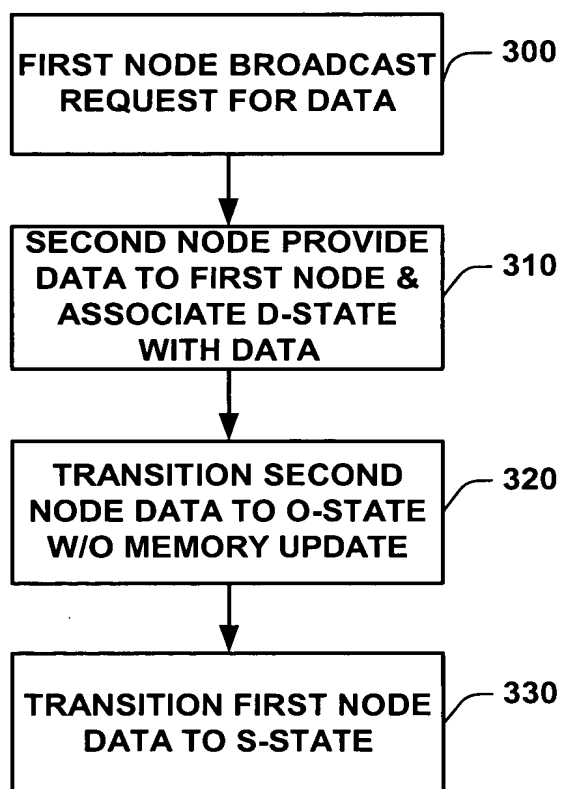 FIRST NODE BROADCAST
REQUEST FOR DATA
300
SECOND NODE PROVIDE
DATA TO FIRST NODE &
ASSOCIATE D-STATE
WITH DATA
310
TRANSITION SECOND
NODE DATA TO O-STATE
W/O MEMORY UPDATE
320
TRANSITION FIRST NODE
DATA TO S-STATE
330